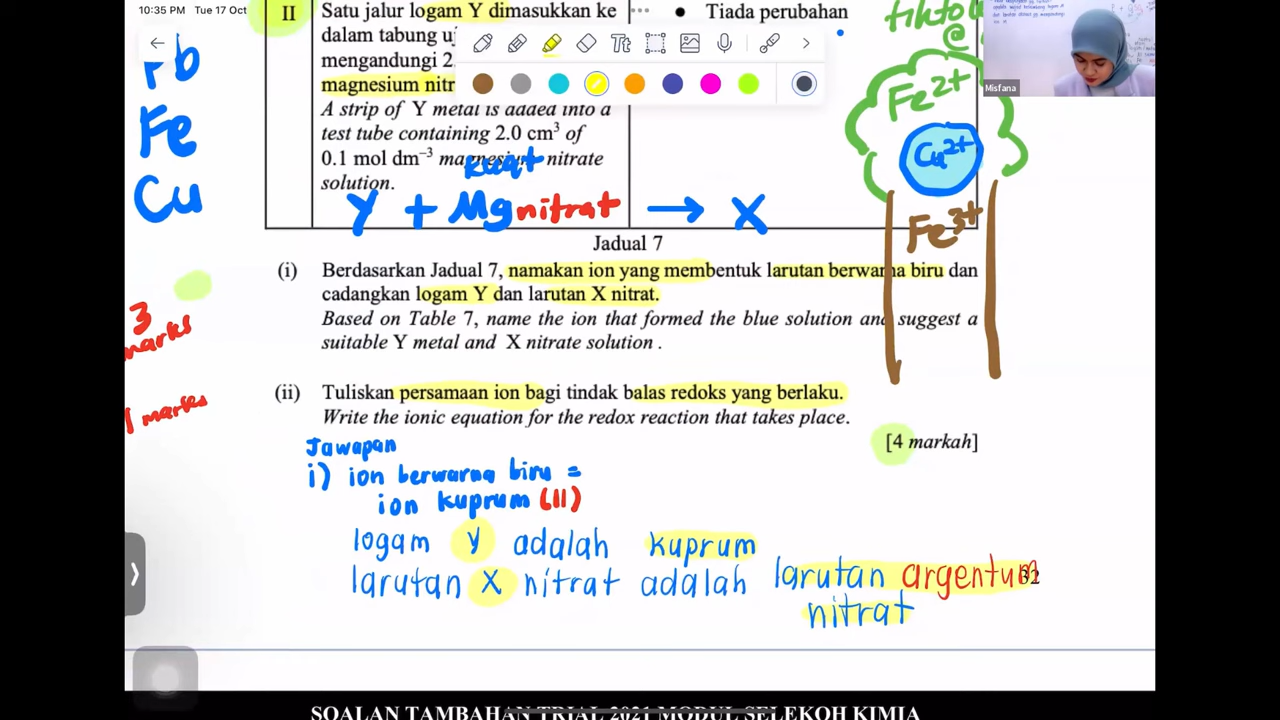 10:35 PM Tue 17 Oct
II
Satu jalur logam Y dimasukkan ke
dalam tabung uj
mengandungi 2
magnesium nitr
A strip of Y metal is added into a
test tube containing 2.0 cm³ of
0.1 mol dm⁻³ magnesium nitrate
solution.
• Tiada perubahan
Tt
kuat
Y + Mg nitrat → X
Fe
Cu
tikto
@
Fe²⁺
Cu²⁺
Fe³⁺
Misfana
Jadual 7
(i) Berdasarkan Jadual 7, namakan ion yang membentuk larutan berwarna biru dan
cadangkan logam Y dan larutan X nitrat.
Based on Table 7, name the ion that formed the blue solution and suggest a
suitable Y metal and X nitrate solution .
3
marks
(ii) Tuliskan persamaan ion bagi tindak balas redoks yang berlaku.
Write the ionic equation for the redox reaction that takes place.
1 marks
[4 markah]
Jawapan
i) ion berwarna biru =
ion kuprum (II)
logam Y adalah kuprum
larutan X nitrat adalah larutan argentum
nitrat
32
SOALAN TAMBAHAN TRIAL 2021 MODUL SELEKOH KIMIA